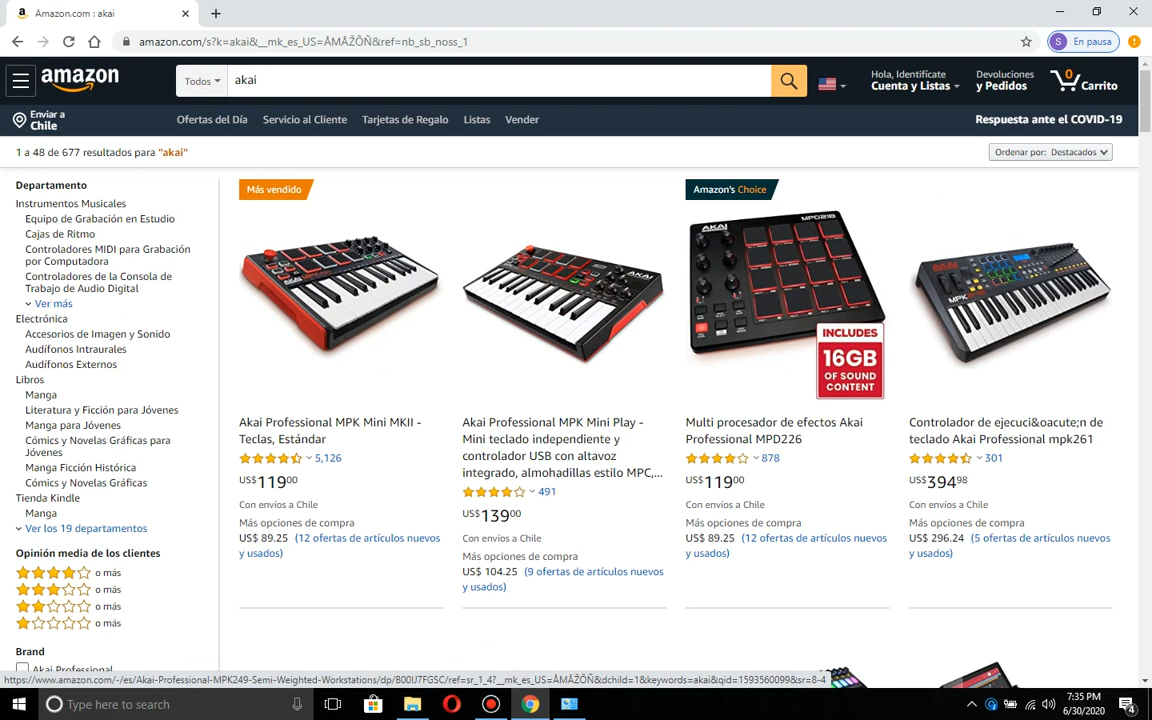 Amazon.com : akai
amazon.com/s?k=akai&__mk_es_US=ÅMÅŽÕÑ&ref=nb_sb_noss_1
S En pausa
amazon
Todos
akai
Hola, Identifícate
Cuenta y Listas
Devoluciones
y Pedidos
0
Carrito
Enviar a
Chile
Ofertas del Día
Servicio al Cliente
Tarjetas de Regalo
Listas
Vender
Respuesta ante el COVID-19
1 a 48 de 677 resultados para "akai"
Ordenar por: Destacados
Departamento
Instrumentos Musicales
Equipo de Grabación en Estudio
Cajas de Ritmo
Controladores MIDI para Grabación
por Computadora
Controladores de la Consola de
Trabajo de Audio Digital
Ver más
Electrónica
Accesorios de Imagen y Sonido
Audífonos Intraurales
Audífonos Externos
Libros
Manga
Literatura y Ficción para Jóvenes
Manga para Jóvenes
Cómics y Novelas Gráficas para
Jóvenes
Manga Ficción Histórica
Cómics y Novelas Gráficas
Tienda Kindle
Manga
Ver los 19 departamentos
Opinión media de los clientes
o más
o más
o más
o más
Brand
Akai Professional
Más vendido
Akai Professional MPK Mini MKII -
Teclas, Estándar
5,126
US$11900
Con envíos a Chile
Más opciones de compra
US$ 89.25 (12 ofertas de artículos nuevos
y usados)
AKAI
Akai Professional MPK Mini Play -
Mini teclado independiente y
controlador USB con altavoz
integrado, almohadillas estilo MPC,...
491
US$13900
Con envíos a Chile
Más opciones de compra
US$ 104.25 (9 ofertas de artículos nuevos
y usados)
Amazon's Choice
AKAI
MPD218
INCLUDES
16GB
OF SOUND
CONTENT
Multi procesador de efectos Akai
Professional MPD226
878
US$11900
Con envíos a Chile
Más opciones de compra
US$ 89.25 (12 ofertas de artículos nuevos
y usados)
AKAI
MPK
Controlador de ejecuci&oacute;n de
teclado Akai Professional mpk261
301
US$39498
Con envíos a Chile
Más opciones de compra
US$ 296.24 (5 ofertas de artículos nuevos
y usados)
https://www.amazon.com/-/es/Akai-Professional-MPK249-Semi-Weighted-Workstations/dp/B00IJ7FGSC/ref=sr_1_4?__mk_es_US=ÅMÅŽÕÑ&dchild=1&keywords=akai&qid=1593560099&sr=8-4
Type here to search
7:35 PM
6/30/2020
4